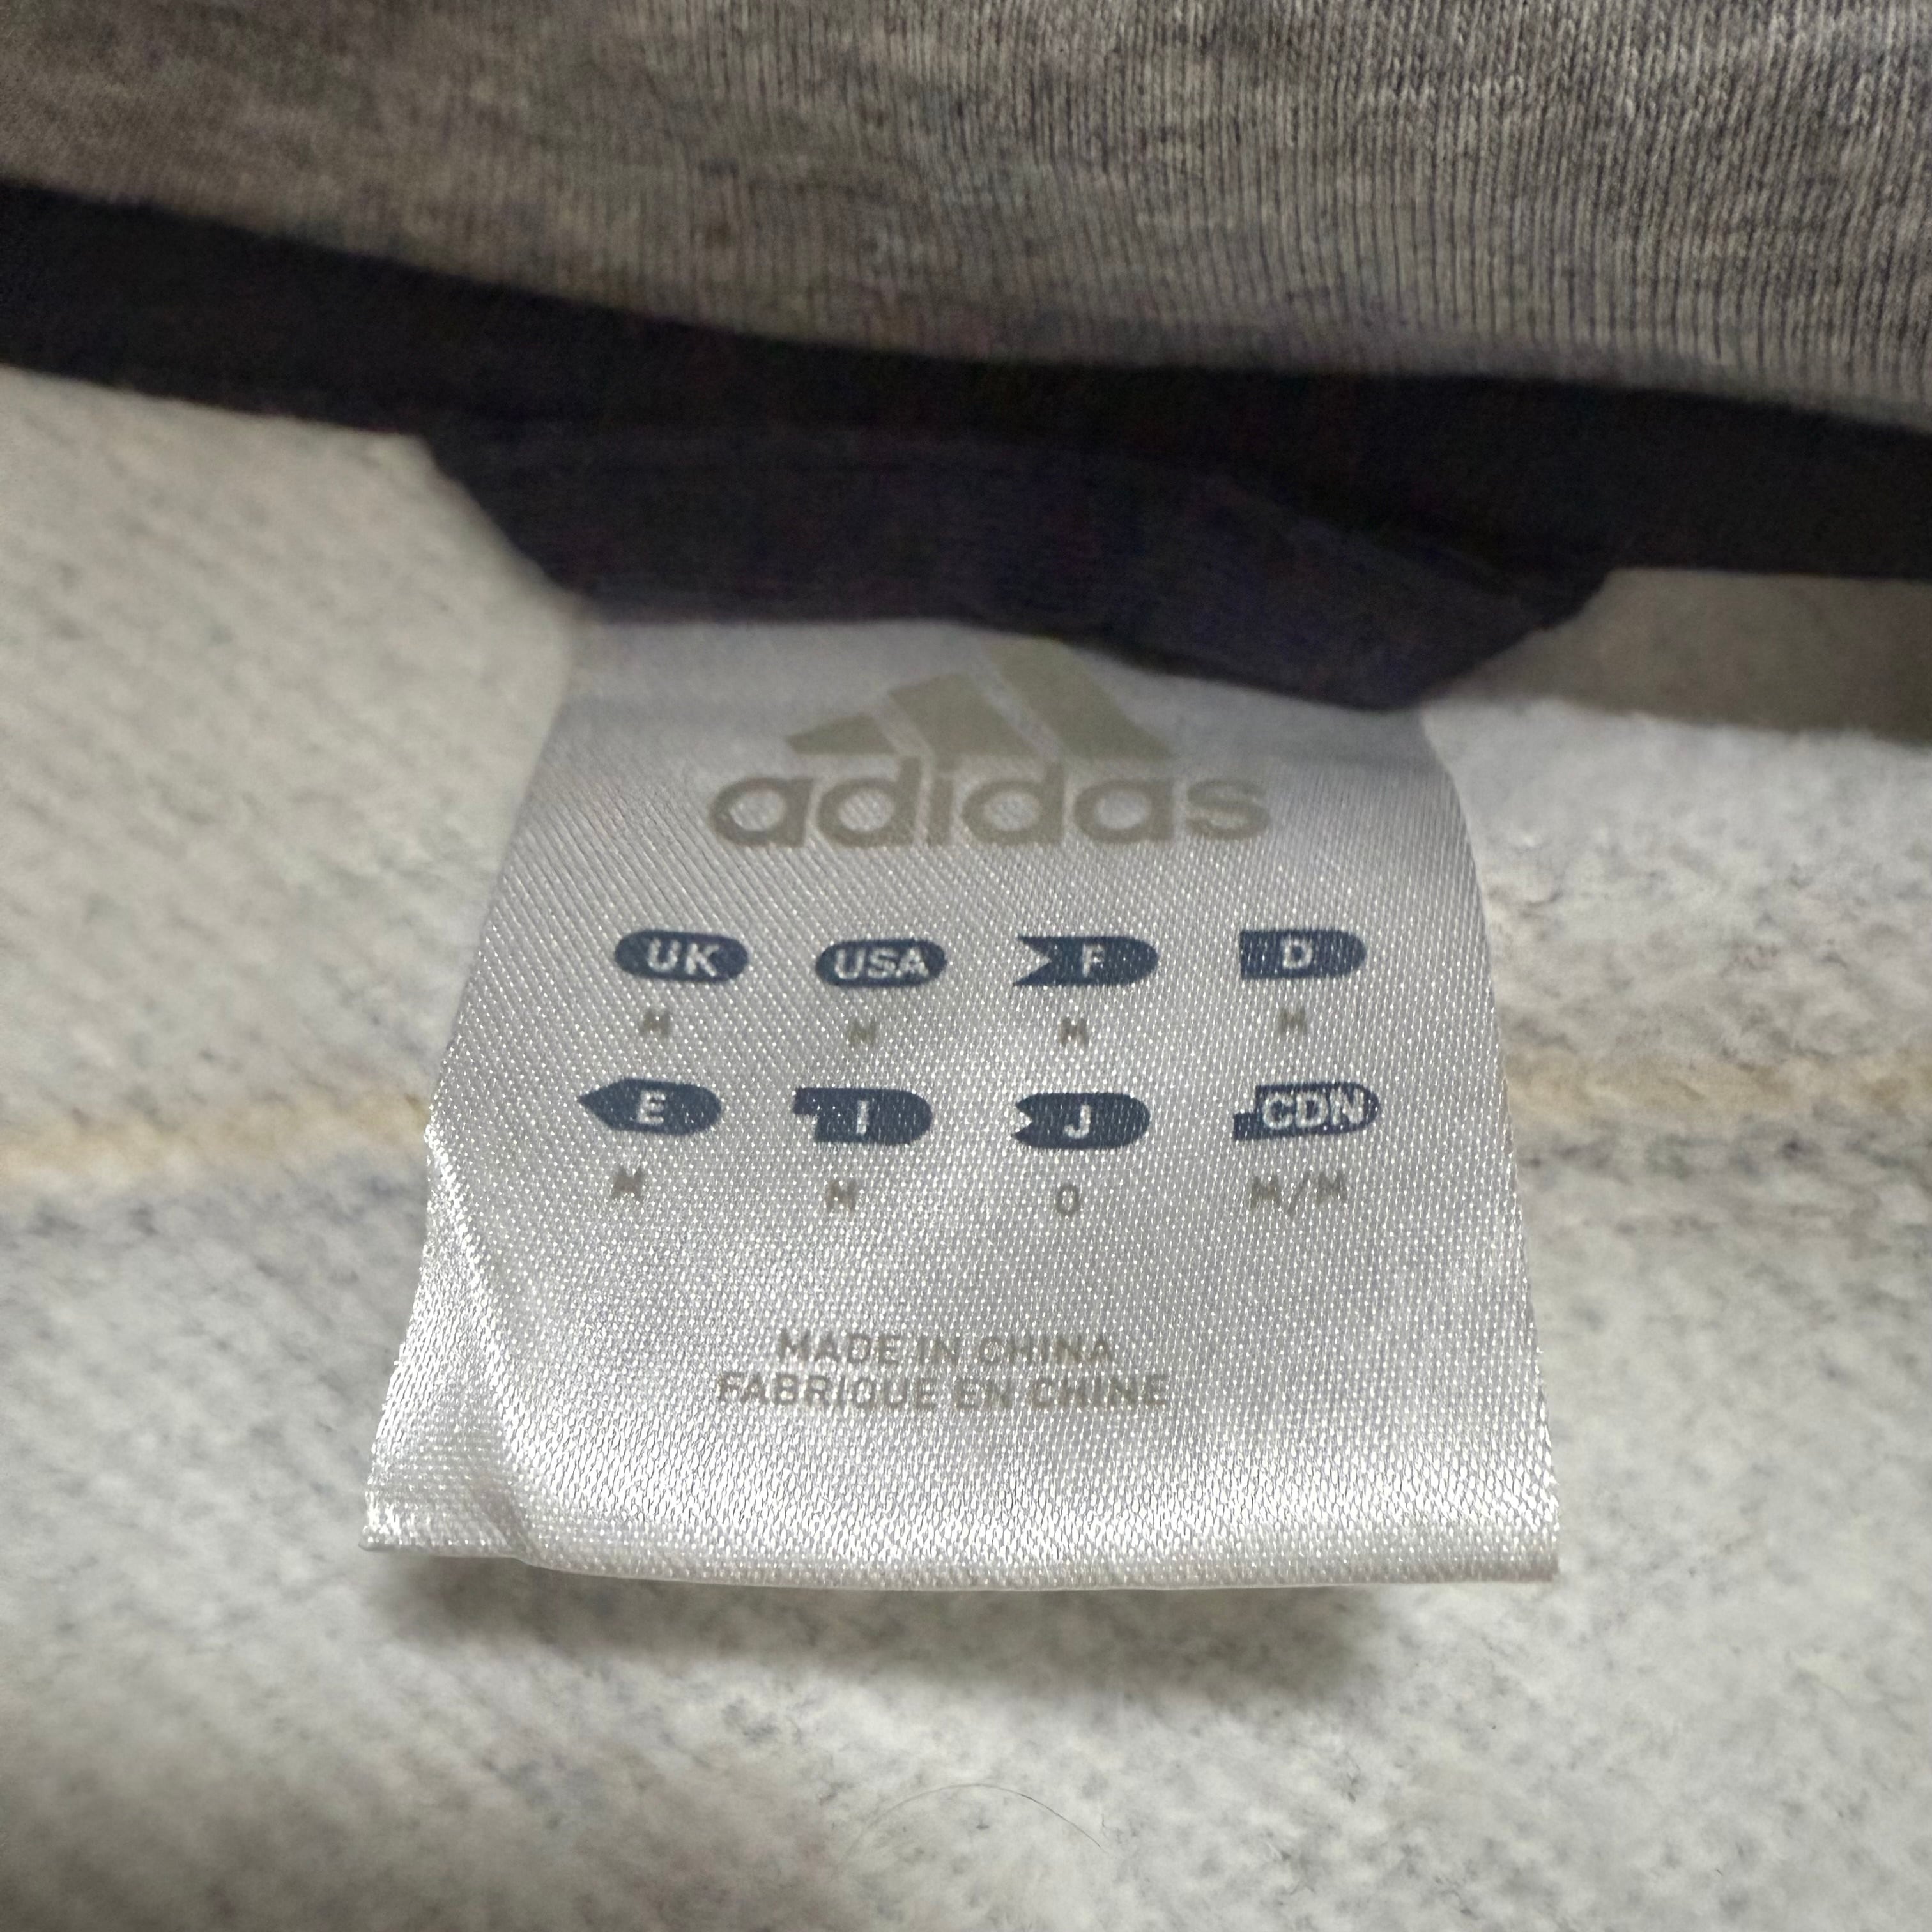 adidas
UK USA F D
M M M M
E I J CDN
M M O M/M
MADE IN CHINA
FABRIQUE EN CHINE